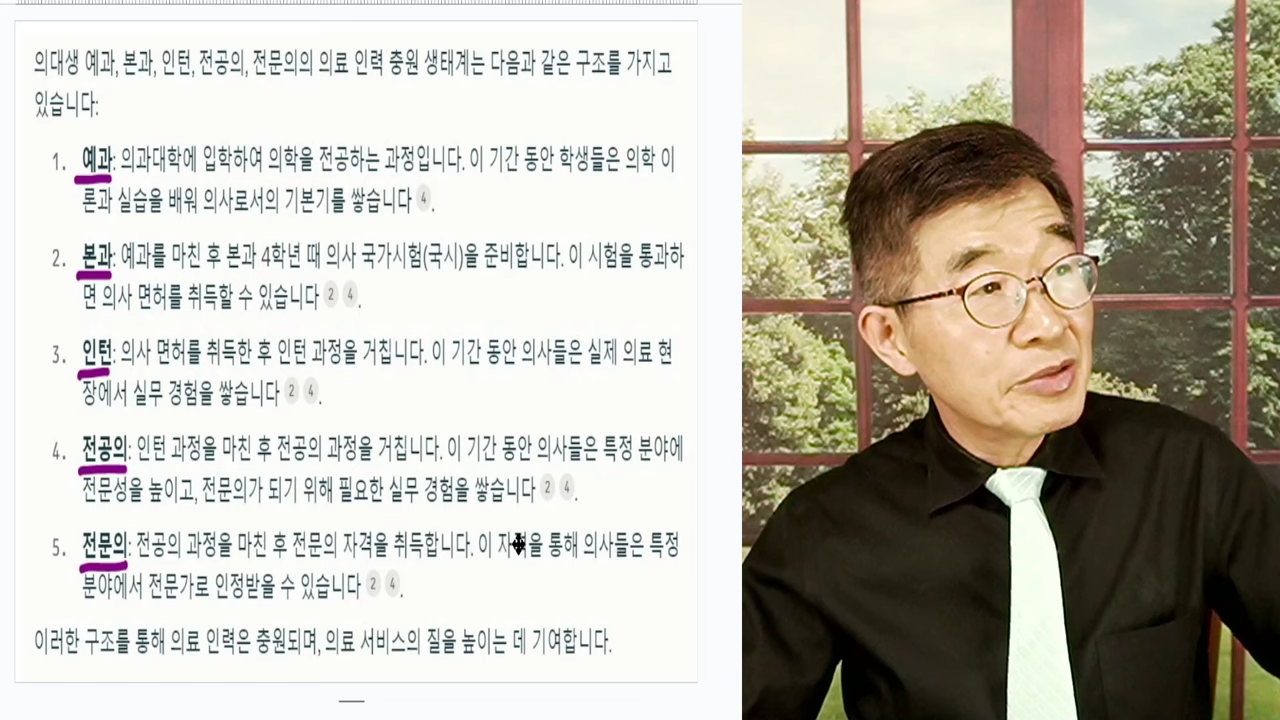 의대생 예과, 본과, 인턴, 전공의, 전문의의 의료 인력 충원 생태계는 다음과 같은 구조를 가지고
있습니다:
1. 예과: 의과대학에 입학하여 의학을 전공하는 과정입니다. 이 기간 동안 학생들은 의학 이
론과 실습을 배워 의사로서의 기본기를 쌓습니다 4.
2. 본과: 예과를 마친 후 본과 4학년 때 의사 국가시험(국시)을 준비합니다. 이 시험을 통과하
면 의사 면허를 취득할 수 있습니다 2 4.
3. 인턴: 의사 면허를 취득한 후 인턴 과정을 거칩니다. 이 기간 동안 의사들은 실제 의료 현
장에서 실무 경험을 쌓습니다 2 4.
4. 전공의: 인턴 과정을 마친 후 전공의 과정을 거칩니다. 이 기간 동안 의사들은 특정 분야에
전문성을 높이고, 전문의가 되기 위해 필요한 실무 경험을 쌓습니다 2 4.
5. 전문의: 전공의 과정을 마친 후 전문의 자격을 취득합니다. 이 통해 의사들은 특정
분야에서 전문가로 인정받을 수 있습니다 2 4.
이러한 구조를 통해 의료 인력은 충원되며, 의료 서비스의 질을 높이는 데 기여합니다.